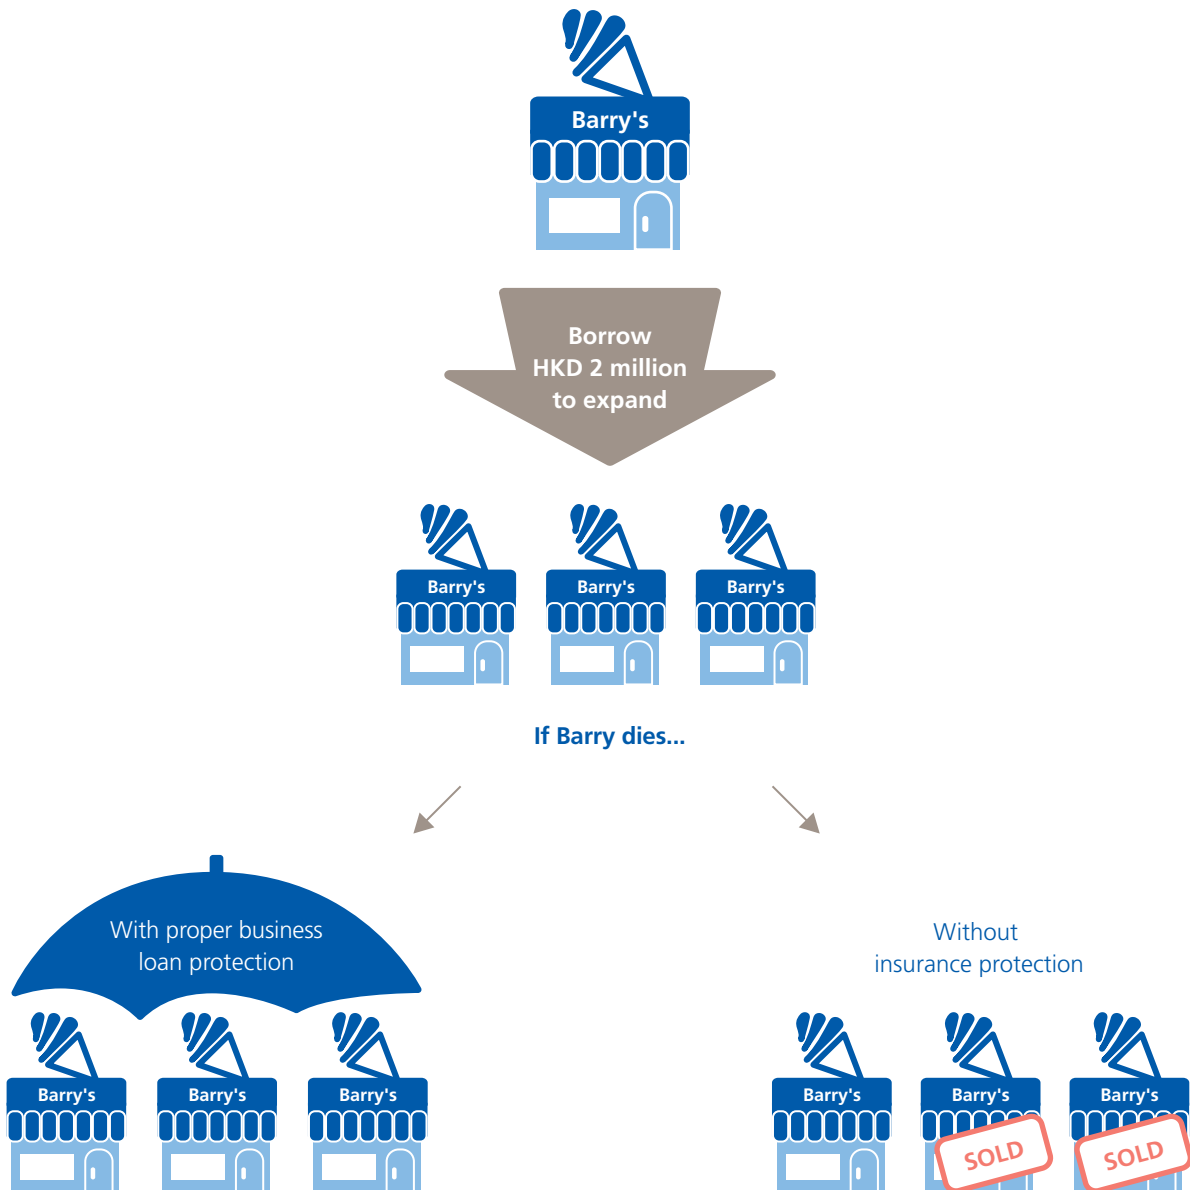 Barry's
Borrow
HKD 2 million
to expand
Barry's
Barry's
Barry's
If Barry dies...
With proper business
loan protection
Without
insurance protection
Barry's
Barry's
Barry's
Barry's
Barry's
Barry's
SOLD
SOLD